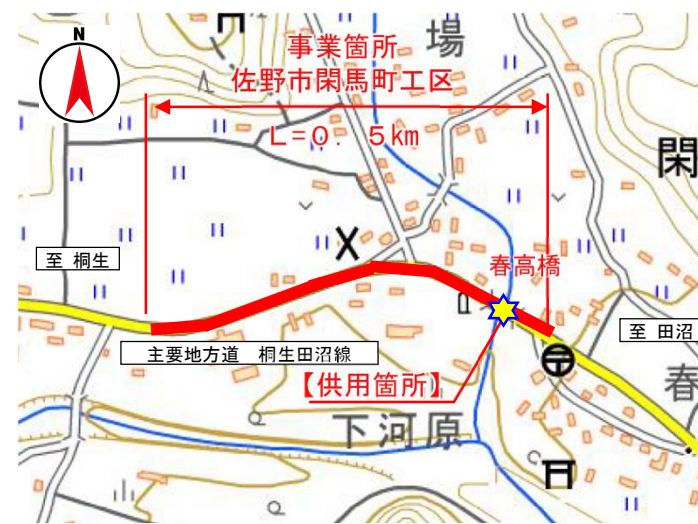 N
場
事業箇所
佐野市閑馬町工区
L=0．5km
閑
至 桐生
春高橋
至 田沼
主要地方道　桐生田沼線
【供用箇所】
春
下河原